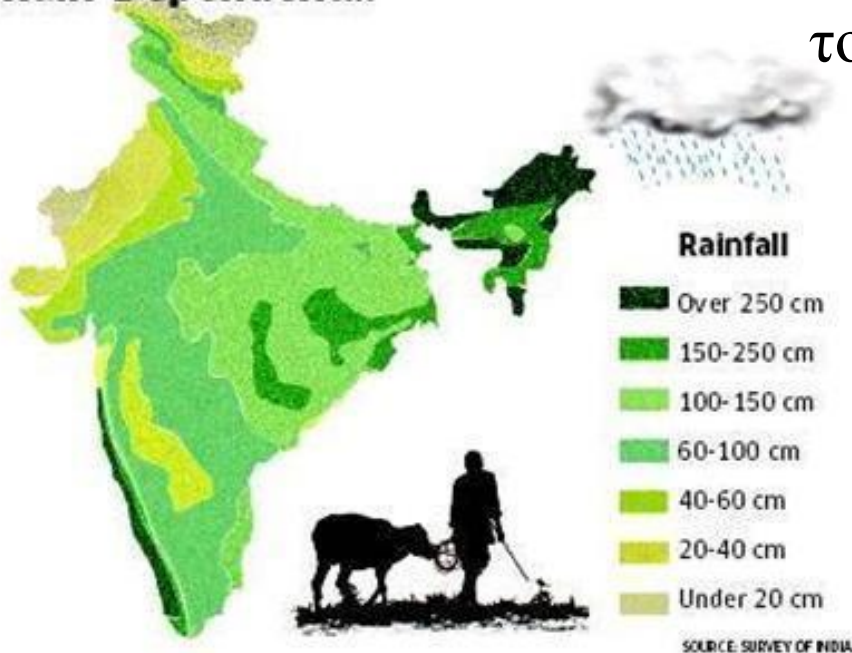 το
Rainfall
Over 250 cm
150-250 cm
100-150 cm
60-100 cm
40-60 cm
20-40 cm
Under 20 cm
SOURCE: SURVEY OF INDIA